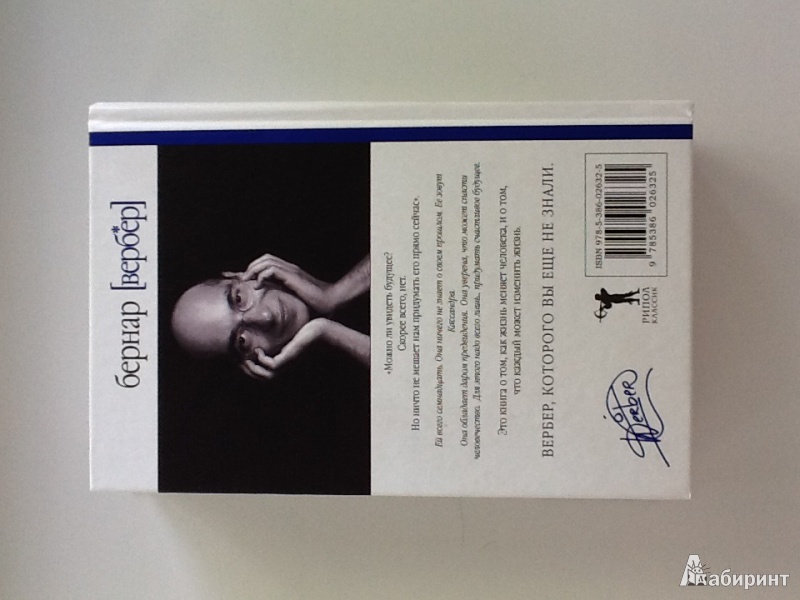 бернар [вербер]
«Можно ли увидеть будущее?
Скорее всего, нет.
Но ничто не мешает нам придумать его прямо сейчас».
Ей всего семнадцать. Она ничего не знает о своем прошлом. Ее зовут
Кассандра.
Она обладает даром предвидения. Она уверена, что может спасти
человечество. Для этого надо всего лишь придумать счастливое будущее.
Это книга о том, как жизнь меняет человека, и о том,
что каждый может изменить жизнь.
ВЕРБЕР, КОТОРОГО ВЫ ЕЩЕ НЕ ЗНАЛИ.
Werber
РИПОЛ
КЛАССИК
ISBN 978-5-386-02632-5
9 785386 026325
Лабиринт